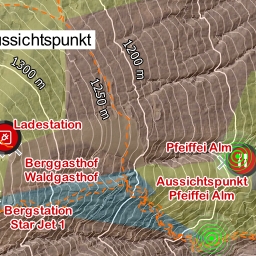 ussichtspunkt
1200 m
1300 m
1250 m
Ladestation
Pfeiffei Alm
Berggasthof
Waldgasthof
Aussichtspunkt
Pfeiffei Alm
Bergstation
Star Jet 1